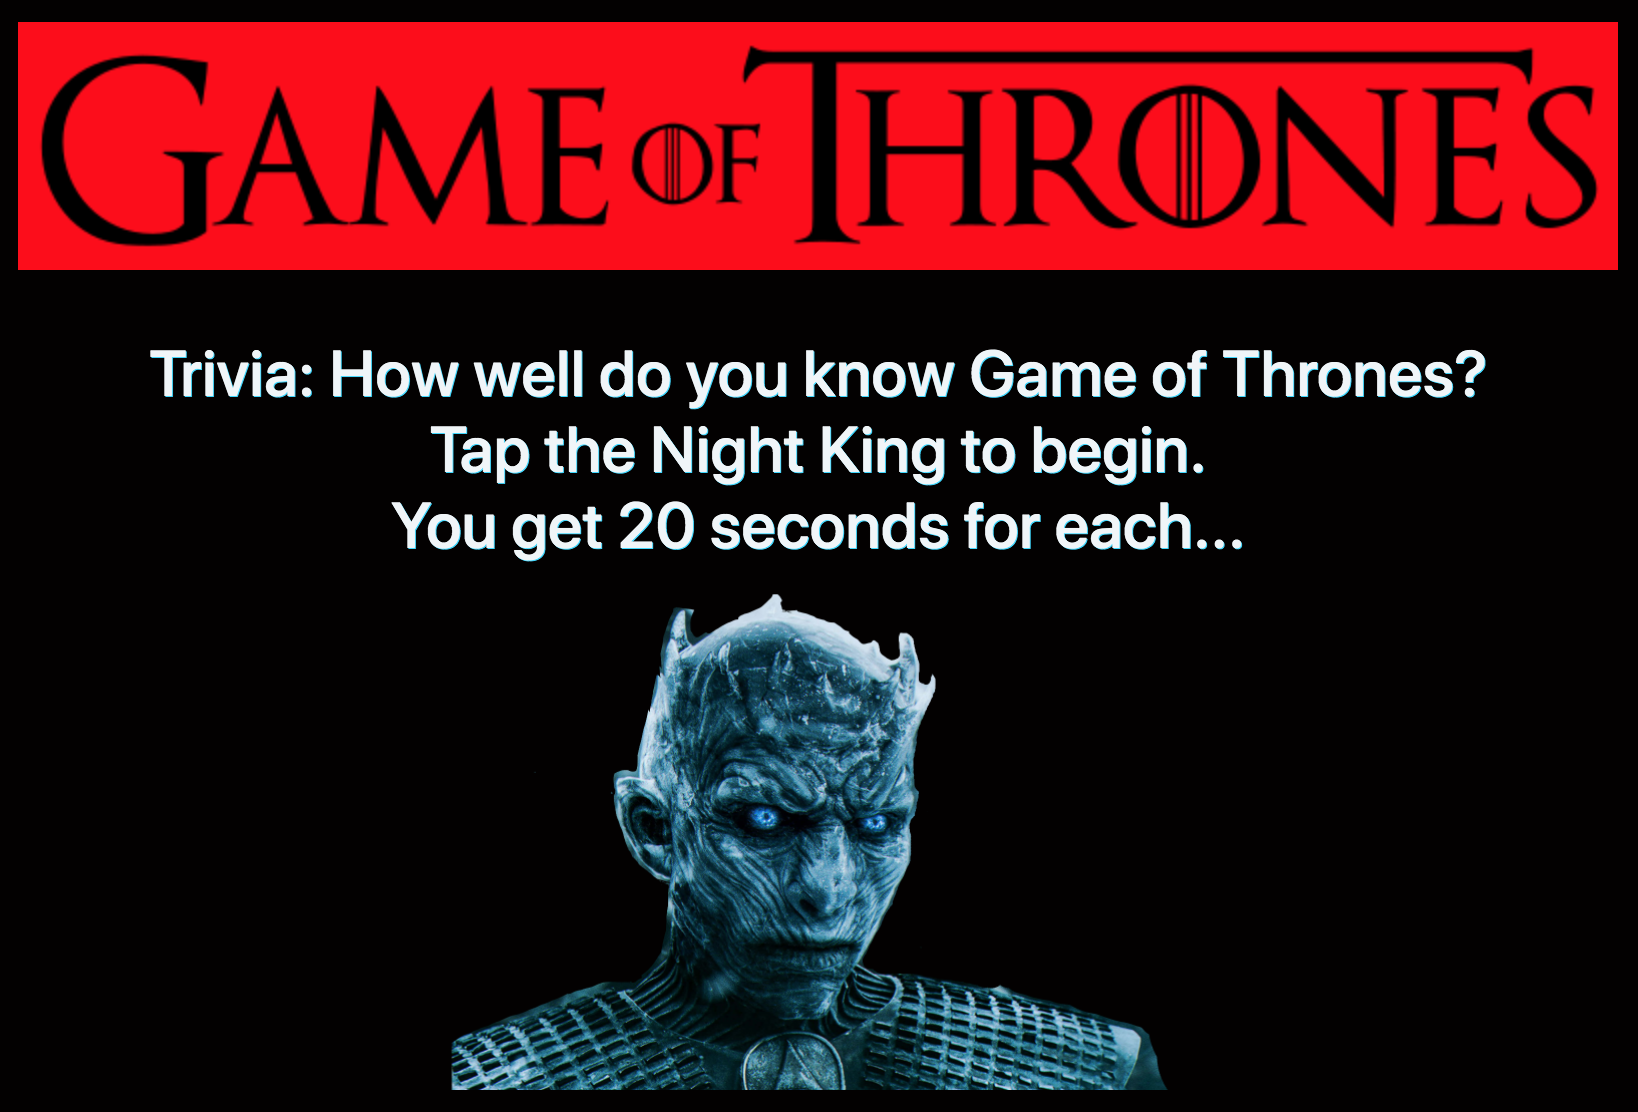 GAME OF THRONES
Trivia: How well do you know Game of Thrones?
Tap the Night King to begin.
You get 20 seconds for each...